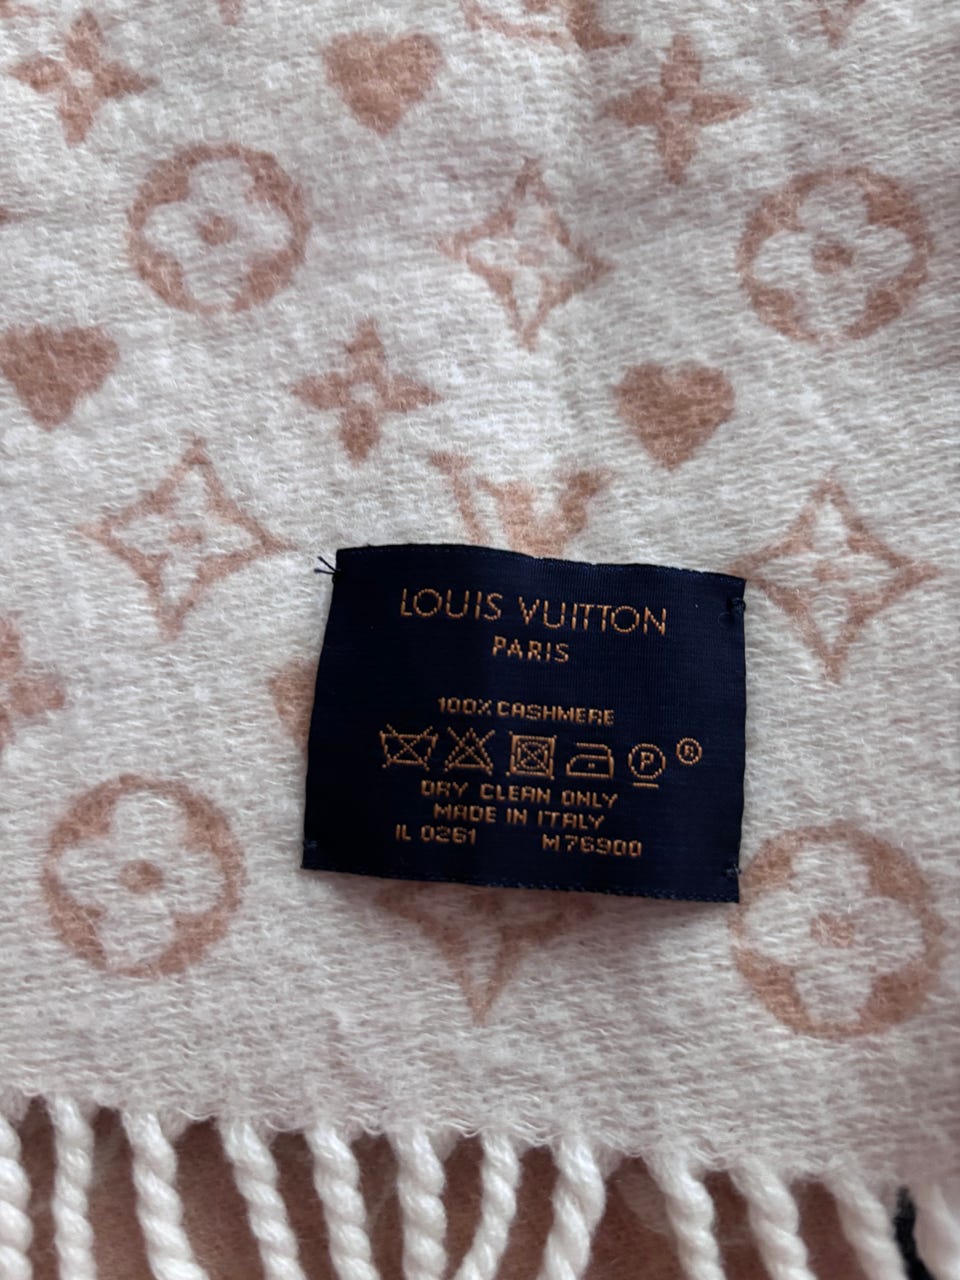 LOUIS VUITTON
PARIS
100% CASHMERE
P ®
DRY CLEAN ONLY
MADE IN ITALY
IL 0261 M76900